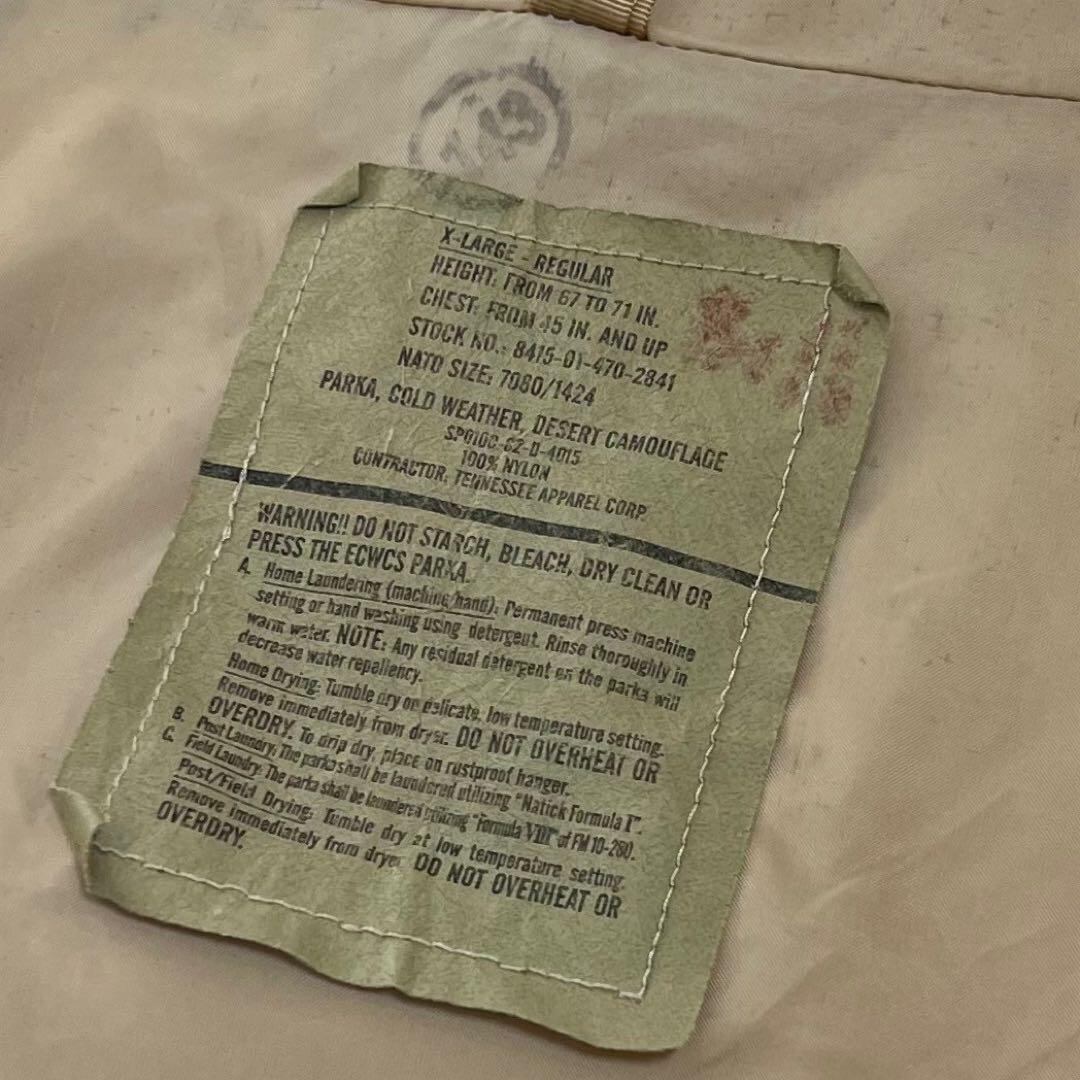 143
X-LARGE - REGULAR
HEIGHT: FROM 67 TO 71 IN.
CHEST: FROM 45 IN. AND UP
STOCK NO.: 8415-01-470-2841
NATO SIZE: 7080/1424
PARKA, COLD WEATHER, DESERT CAMOUFLAGE
SP0100-02-D-4015
100% NYLON
CONTRACTOR: TENNESSEE APPAREL CORP.
WARNING!! DO NOT STARCH, BLEACH, DRY CLEAN OR
PRESS THE ECWCS PARKA.
A. Home Laundering (machine/hand): Permanent press machine
setting or hand washing using detergent. Rinse thoroughly in
warm water. NOTE: Any residual detergent on the parka will
decrease water repellency.
Home Drying: Tumble dry on delicate, low temperature setting.
Remove immediately from dryer. DO NOT OVERHEAT OR
OVERDRY. To drip dry, place on rustproof hanger.
B. Post Laundry: The parka shall be laundered utilizing "Natick Formula I".
C. Field Laundry: The parka shall be laundered utilizing "Formula VIII" of FM 10-280.
Post/Field Drying: Tumble dry at low temperature setting.
Remove immediately from dryer. DO NOT OVERHEAT OR
OVERDRY.